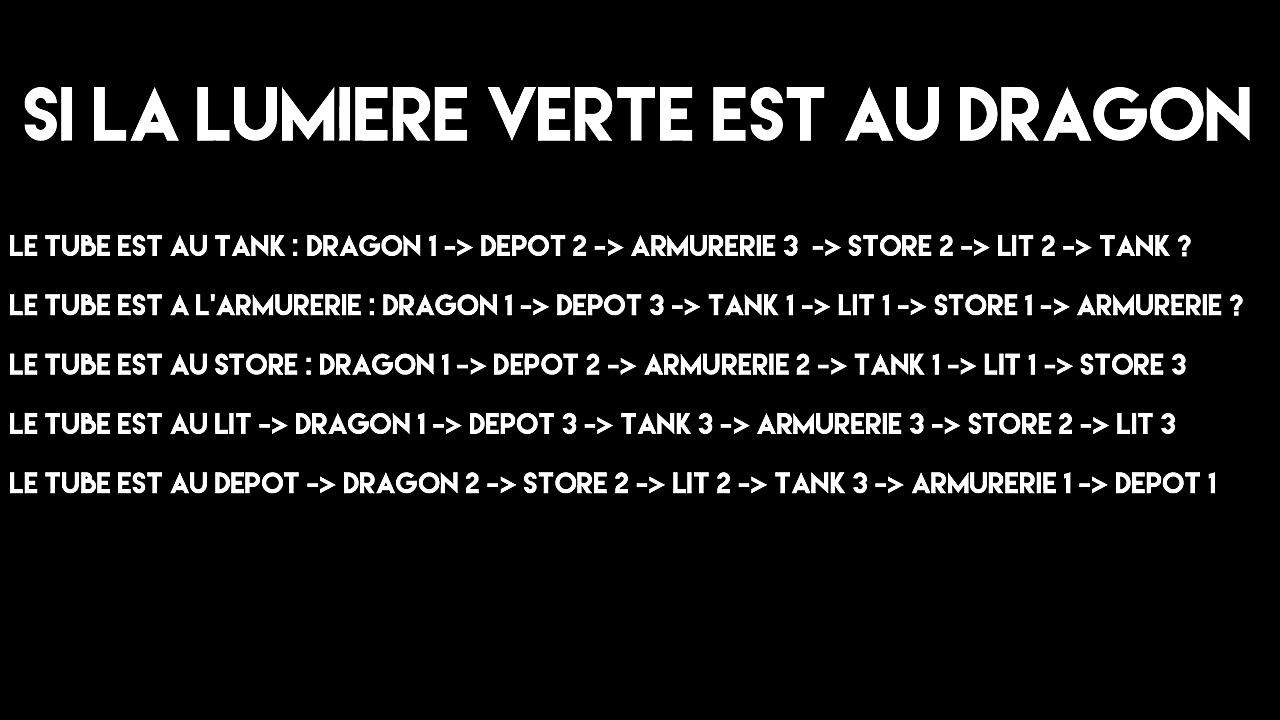 SI LA LUMIERE VERTE EST AU DRAGON
LE TUBE EST AU TANK : DRAGON 1 -> DEPOT 2 -> ARMURERIE 3 -> STORE 2 -> LIT 2 -> TANK ?
LE TUBE EST A L'ARMURERIE : DRAGON 1 -> DEPOT 3 -> TANK 1 -> LIT 1 -> STORE 1 -> ARMURERIE ?
LE TUBE EST AU STORE : DRAGON 1 -> DEPOT 2 -> ARMURERIE 2 -> TANK 1 -> LIT 1 -> STORE 3
LE TUBE EST AU LIT -> DRAGON 1 -> DEPOT 3 -> TANK 3 -> ARMURERIE 3 -> STORE 2 -> LIT 3
LE TUBE EST AU DEPOT -> DRAGON 2 -> STORE 2 -> LIT 2 -> TANK 3 -> ARMURERIE 1 -> DEPOT 1